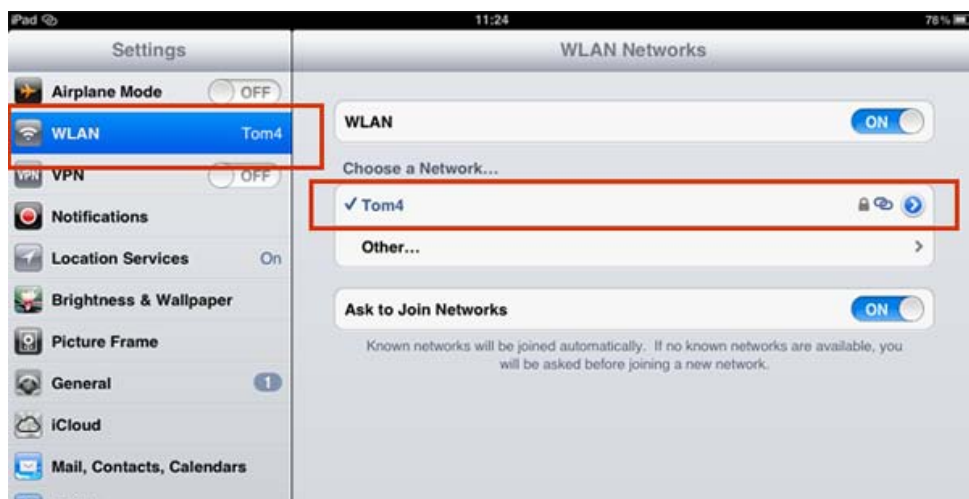 iPad 11:24 78%
Settings
WLAN Networks
Airplane Mode OFF
WLAN Tom4
VPN VPN OFF
Notifications
Location Services On
Brightness & Wallpaper
Picture Frame
General 1
iCloud
Mail, Contacts, Calendars
WLAN ON
Choose a Network...
✓ Tom4
Other...
Ask to Join Networks ON
Known networks will be joined automatically. If no known networks are available, you
will be asked before joining a new network.